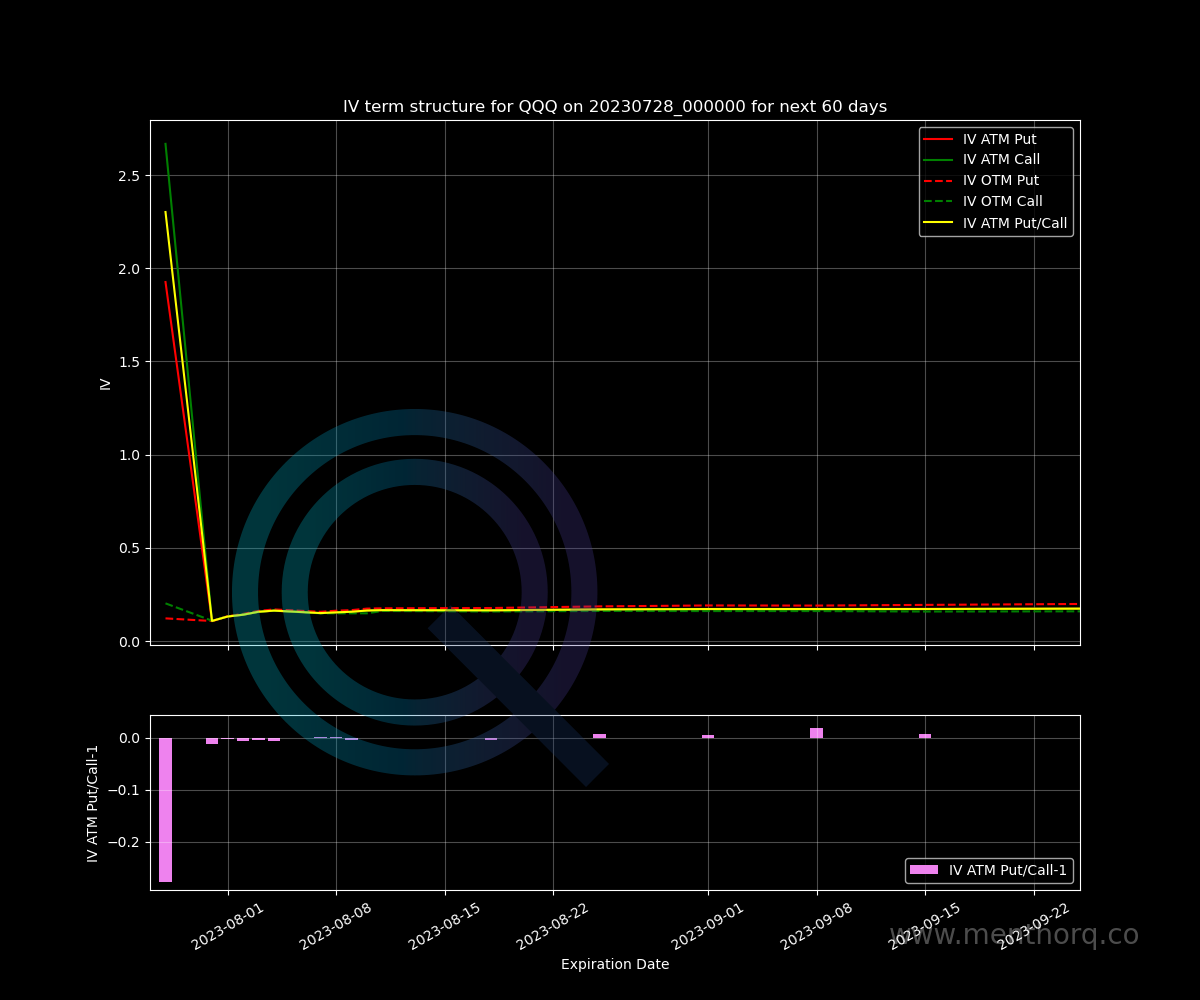 IV term structure for QQQ on 20230728_000000 for next 60 days
IV ATM Put
IV ATM Call
IV OTM Put
IV OTM Call
IV ATM Put/Call
2.5
2.0
1.5
1.0
0.5
0.0
IV
0.0
−0.1
−0.2
IV ATM Put/Call-1
IV ATM Put/Call-1
2023-08-01
2023-08-08
2023-08-15
2023-08-22
2023-09-01
2023-09-08
2023-09-15
2023-09-22
www.menthorq.co
Expiration Date